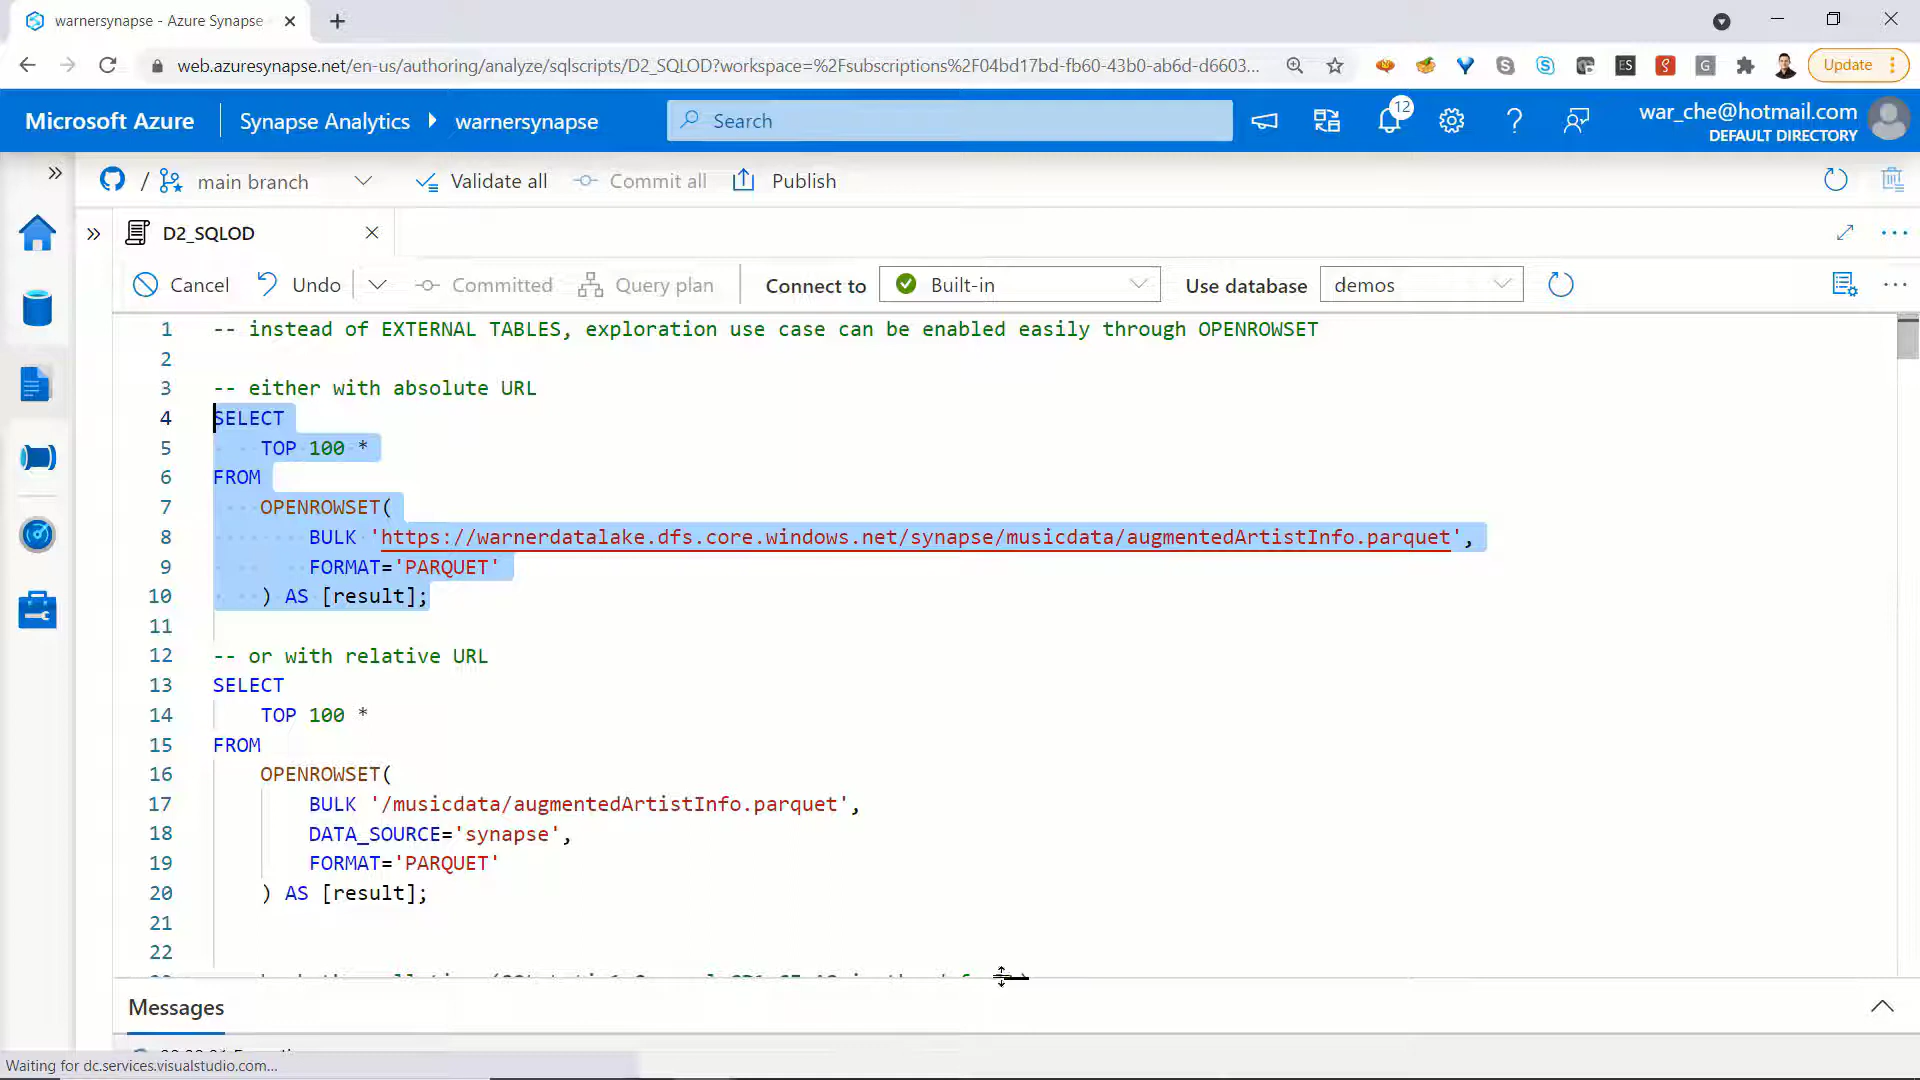 warnersynapse - Azure Synapse
web.azuresynapse.net/en-us/authoring/analyze/sqlscripts/D2_SQLOD?workspace=%2Fsubscriptions%2F04bd17bd-fb60-43b0-ab6d-d6603...
ES
G
Update
Microsoft Azure
Synapse Analytics
warnersynapse
Search
12
war_che@hotmail.com
DEFAULT DIRECTORY
/
main branch
Validate all
Commit all
Publish
D2_SQLOD
Cancel
Undo
Committed
Query plan
Connect to
Built-in
Use database
demos
1 -- instead of EXTERNAL TABLES, exploration use case can be enabled easily through OPENROWSET
2
3 -- either with absolute URL
4 SELECT
5 TOP 100 *
6 FROM
7 OPENROWSET(
8 BULK 'https://warnerdatalake.dfs.core.windows.net/synapse/musicdata/augmentedArtistInfo.parquet',
9 FORMAT='PARQUET'
10 ) AS [result];
11
12 -- or with relative URL
13 SELECT
14 TOP 100 *
15 FROM
16 OPENROWSET(
17 BULK '/musicdata/augmentedArtistInfo.parquet',
18 DATA_SOURCE='synapse',
19 FORMAT='PARQUET'
20 ) AS [result];
21
22
Messages
Waiting for dc.services.visualstudio.com...